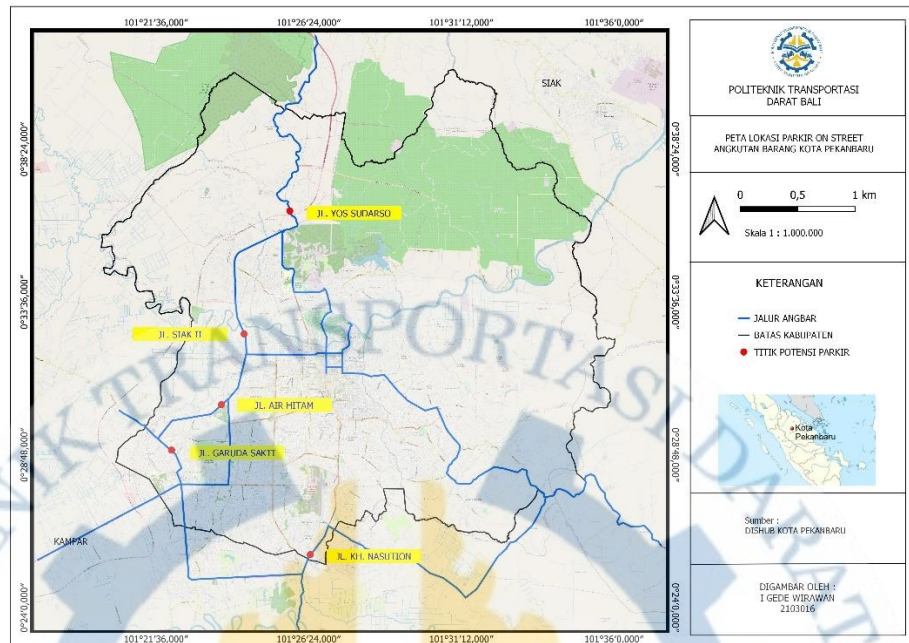 101°21'36,000" 101°26'24,000" 101°31'12,000" 101°36'0,000"
0°38'24,000" 0°33'36,000" 0°28'48,000" 0°24'0,000"
SIAK
JL. YOS SUDARSO
JL. SIAK II
JL. AIR HITAM
JL. GARUDA SAKTI
KAMPAR
JL. KH. NASUTION
0°38'24,000" 0°33'36,000" 0°28'48,000" 0°24'0,000"
101°21'36,000" 101°26'24,000" 101°31'12,000" 101°36'0,000"
POLITEKNIK TRANSPORTASI
DARAT BALI
PETA LOKASI PARKIR ON STREET
ANGKUTAN BARANG KOTA PEKANBARU
0 0,5 1 km
Skala 1 : 1.000.000
KETERANGAN
JALUR ANGBAR
BATAS KABUPATEN
TITIK POTENSI PARKIR
Kota
Pekanbaru
Sumber :
DISHUB KOTA PEKANBARU
DIGAMBAR OLEH :
I GEDE WIRAWAN
2103016
NIK TRANSPORTASI DARAT